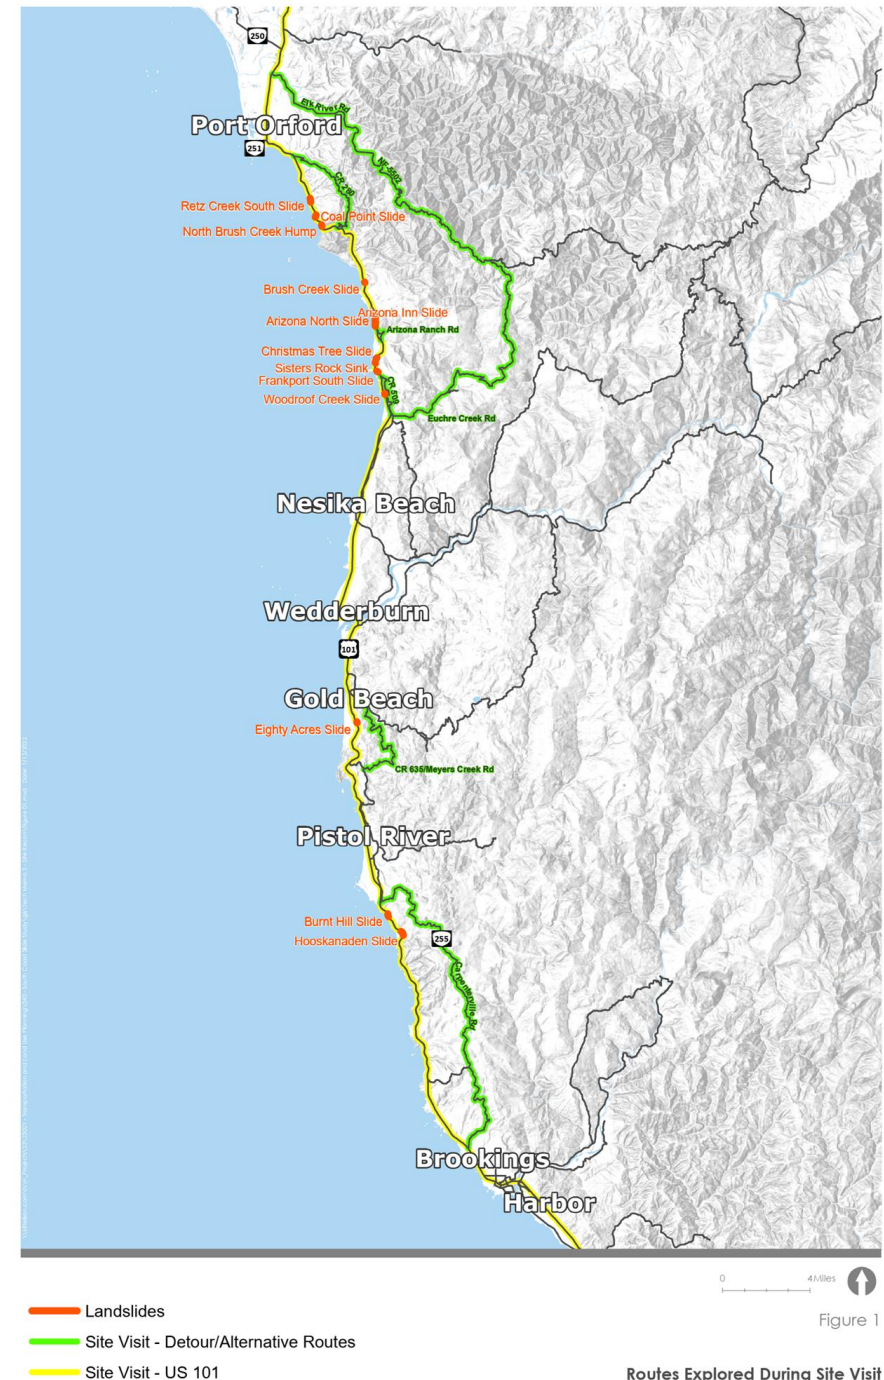 250
Elk River Rd
Port Orford
251
NF-5502
CR 290
Retz Creek South Slide
Coal Point Slide
North Brush Creek Hump
Brush Creek Slide
Arizona Inn Slide
Arizona North Slide
Arizona Ranch Rd
Christmas Tree Slide
Sisters Rock Sink
Frankport South Slide
CR 509
Woodroof Creek Slide
Euchre Creek Rd
Nesika Beach
Wedderburn
101
Gold Beach
Eighty Acres Slide
CR 635/Meyers Creek Rd
Pistol River
Burnt Hill Slide
Hooskanaden Slide
255
Carpenterville Rd
Brookings
Harbor
0 4Miles
Figure 1
Landslides
Site Visit - Detour/Alternative Routes
Site Visit - US 101
Routes Explored During Site Visit